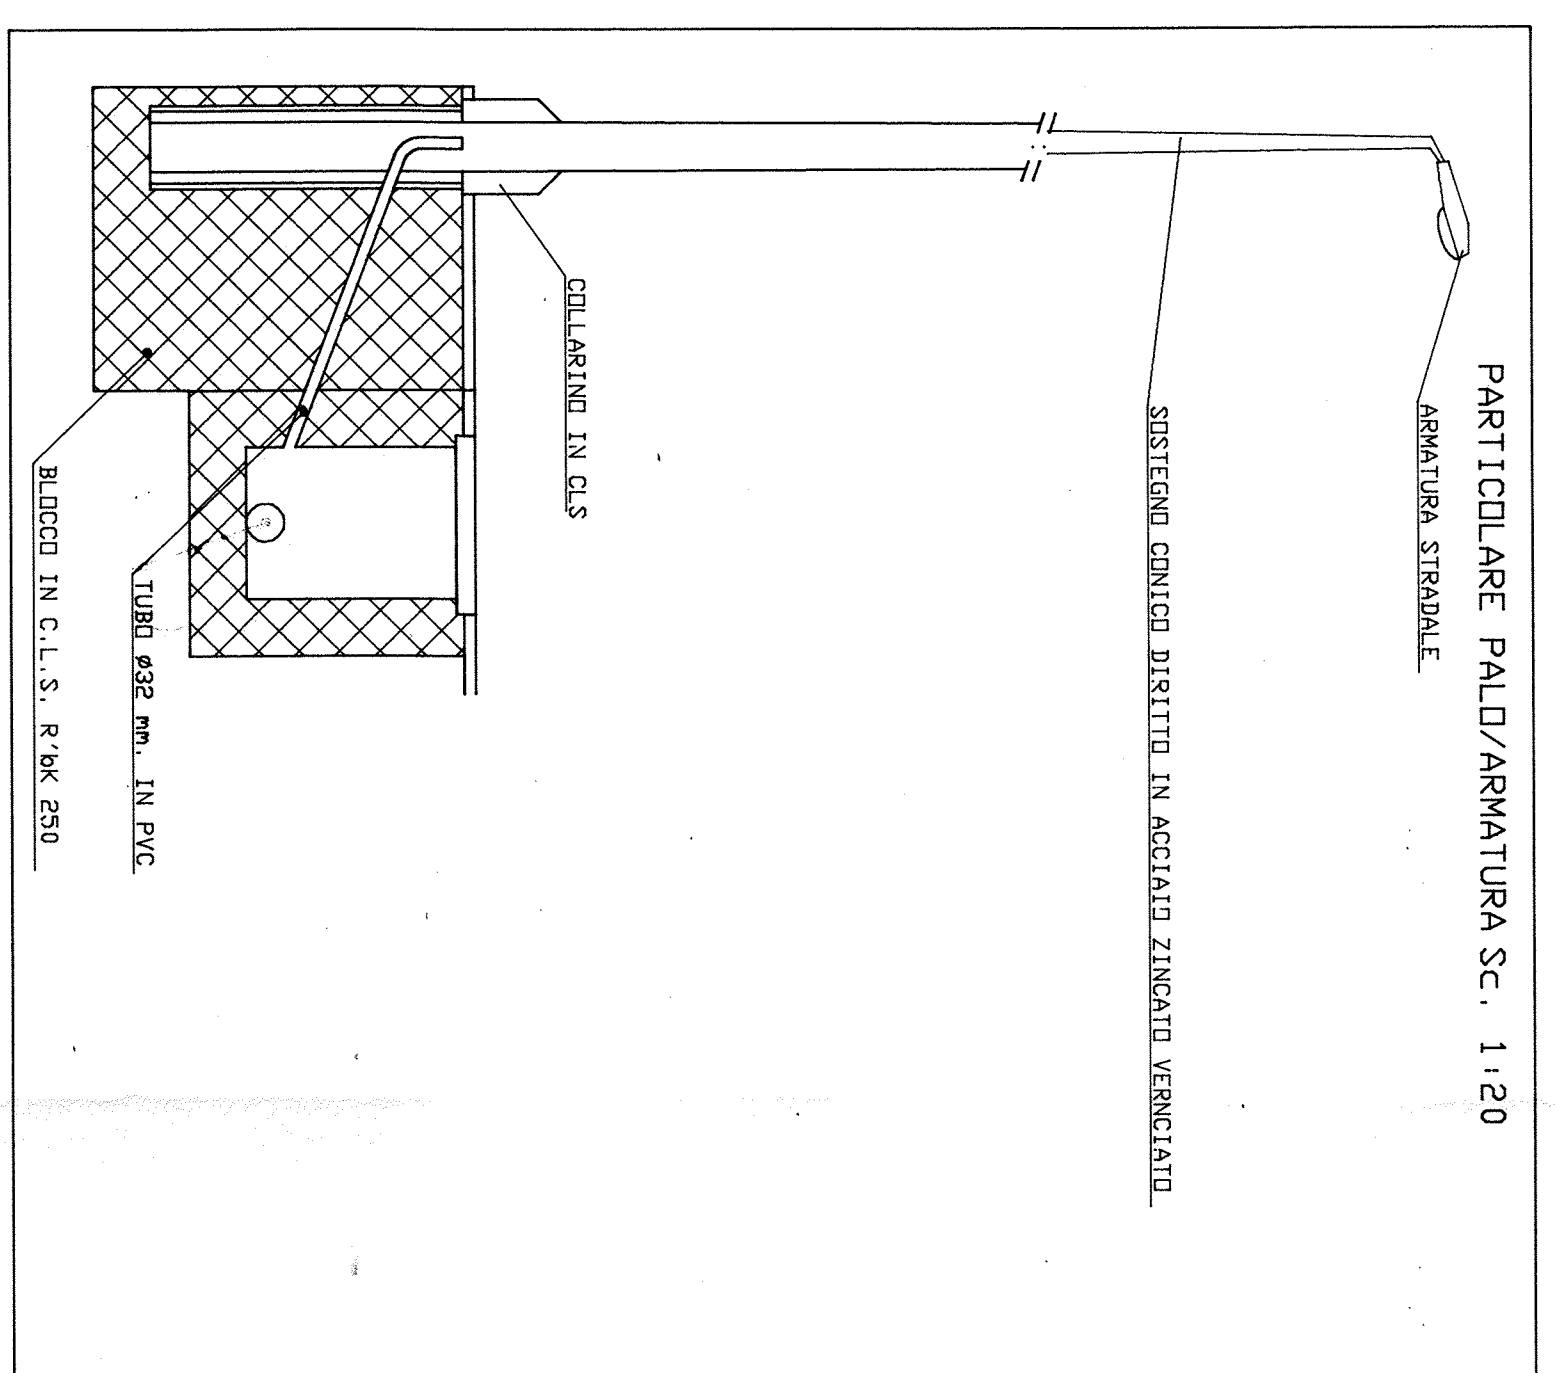 PARTICOLARE PALO/ARMATURA Sc. 1:20
ARMATURA STRADALE
SOSTEGNO CONICO DIRITTO IN ACCIAIO ZINCATO VERNCIATO
COLLARINO IN CLS
TUBO ø32 mm. IN PVC
BLOCCO IN C.L.S. R'bK 250